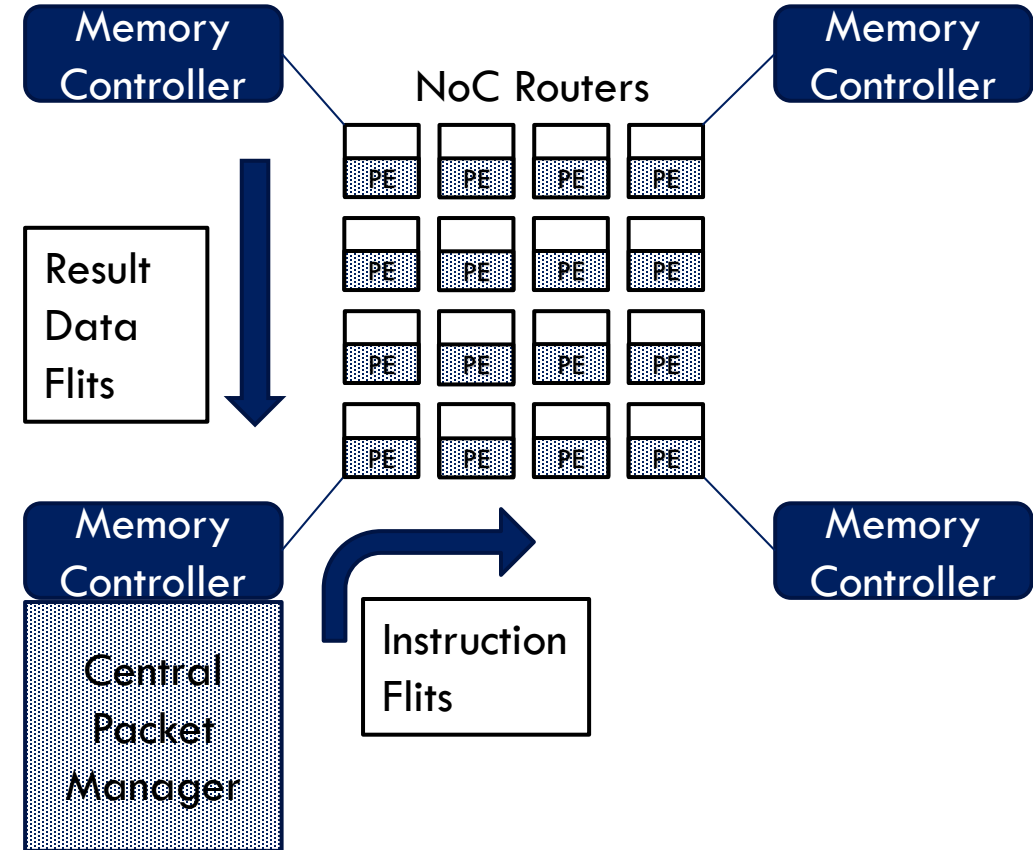 Memory
Controller
Memory
Controller
NoC Routers
PE PE PE PE
Result
Data
Flits
PE PE PE PE
PE PE PE PE
PE PE PE PE
Memory
Controller
Memory
Controller
Instruction
Flits
Central
Packet
Manager